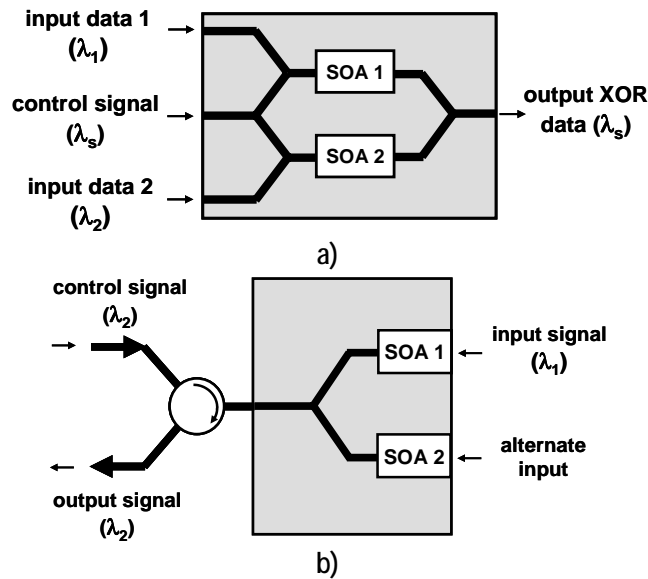 input data 1
(λ1)
control signal
(λs)
input data 2
(λ2)
SOA 1
SOA 2
output XOR
data (λs)
a)
control signal
(λ2)
output signal
(λ2)
SOA 1
SOA 2
input signal
(λ1)
alternate
input
b)